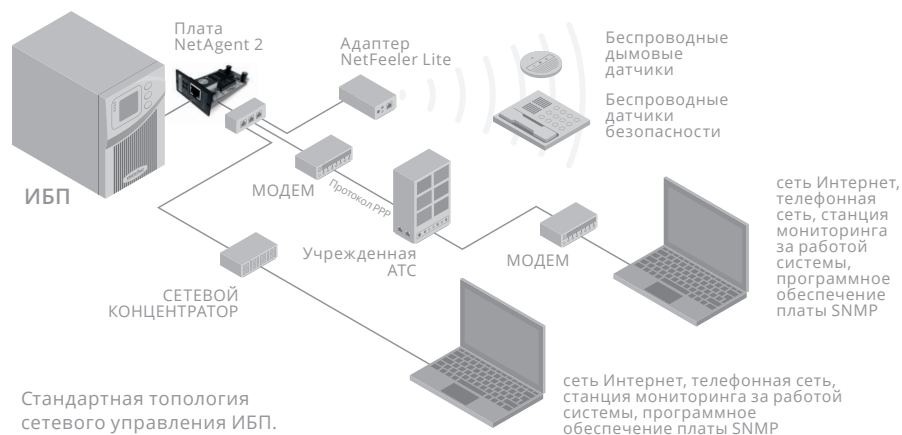 Плата
NetAgent 2
Адаптер
NetFeeler Lite
Беспроводные
дымовые
датчики
Беспроводные
датчики
безопасности
ИБП
МОДЕМ
Протокол PPP
Учрежденная
АТС
МОДЕМ
сеть Интернет,
телефонная
сеть, станция
мониторинга
за работой
системы,
программное
обеспечение
платы SNMP
СЕТЕВОЙ
КОНЦЕНТРАТОР
Стандартная топология
сетевого управления ИБП.
сеть Интернет, телефонная сеть,
станция мониторинга за работой
системы, программное
обеспечение платы SNMP